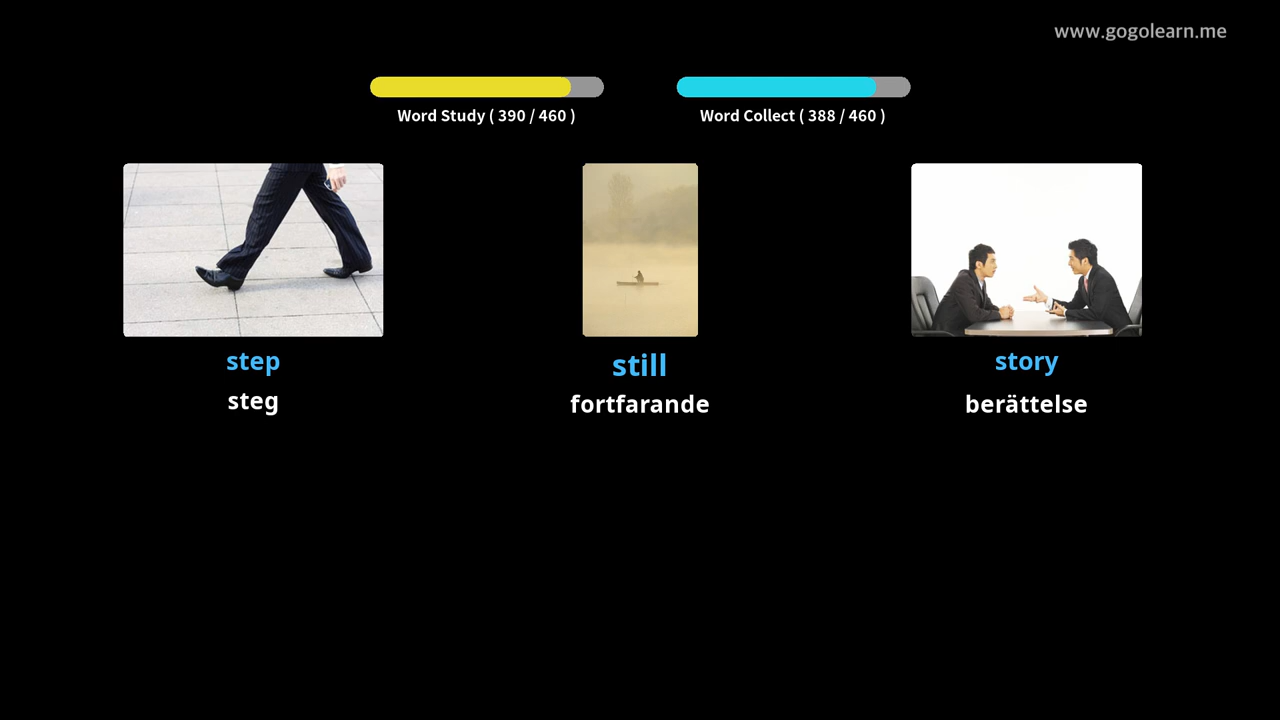 www.gogolearn.me
Word Study ( 390 / 460 )
Word Collect ( 388 / 460 )
step
still
story
steg
fortfarande
berättelse